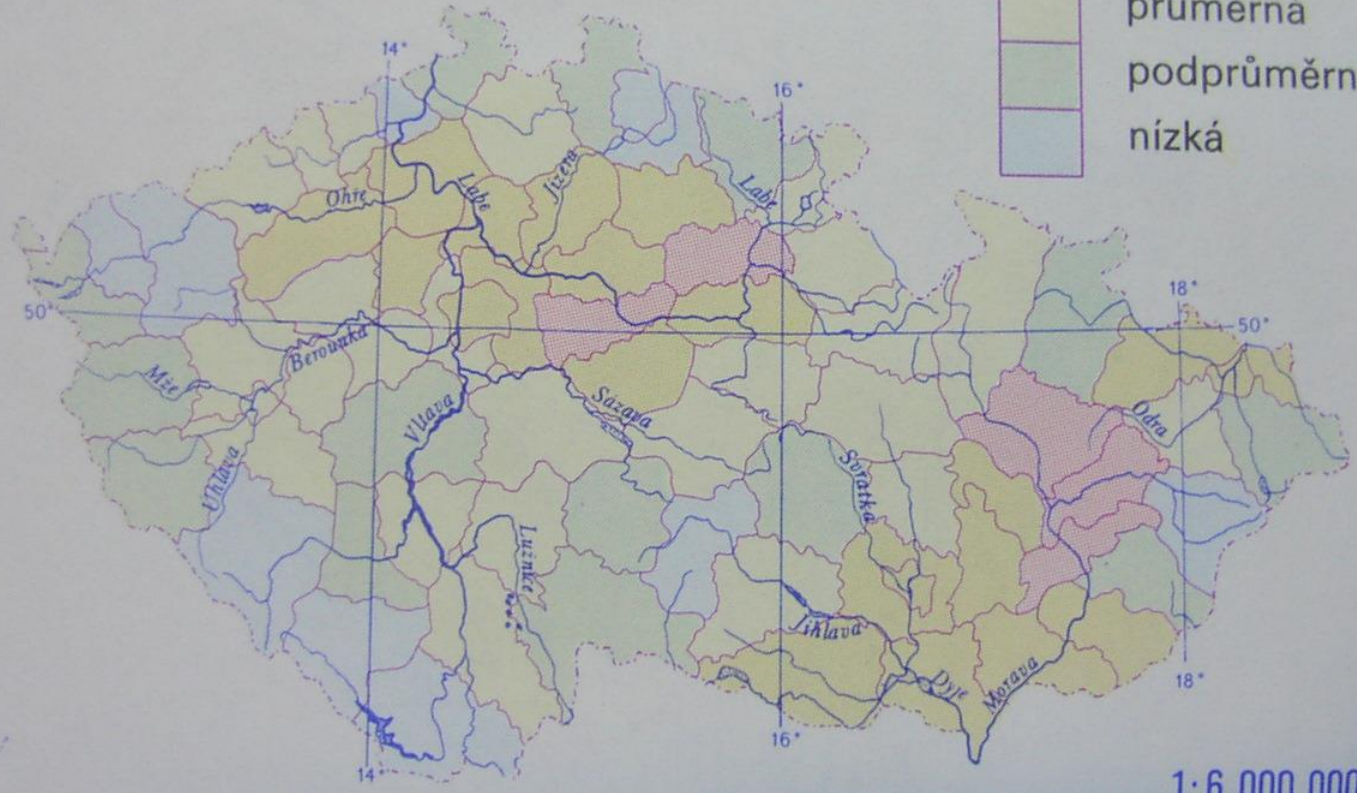 průměrná
podprůměrn
nízká
14°
16°
18°
50°
50°
Ohře
Labe
Jizera
Labe
Berounka
Mže
Vltava
Sázava
Odra
Úhlava
Svratka
Lužnice
Jihlava
Dyje
Morava
14°
16°
18°
1:6 000 000